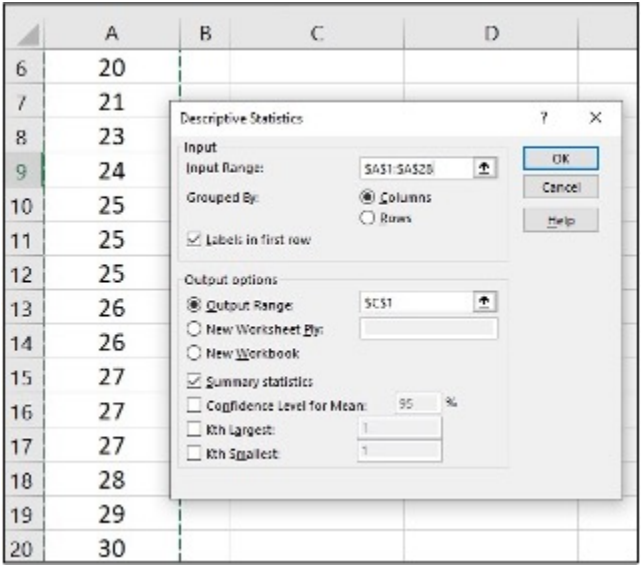 A B C D
6 20
7 21
8 23
9 24
10 25
11 25
12 25
13 26
14 26
15 27
16 27
17 27
18 28
19 29
20 30
Descriptive Statistics ? ×
Input
Input Range: $A$1:$A$28
Grouped By: Columns
Rows
Labels in first row
OK
Cancel
Help
Output options
Output Range: $C$1
New Worksheet Ply:
New Workbook
Summary statistics
Confidence Level for Mean: 95 %
Kth Largest: 1
Kth Smallest: 1